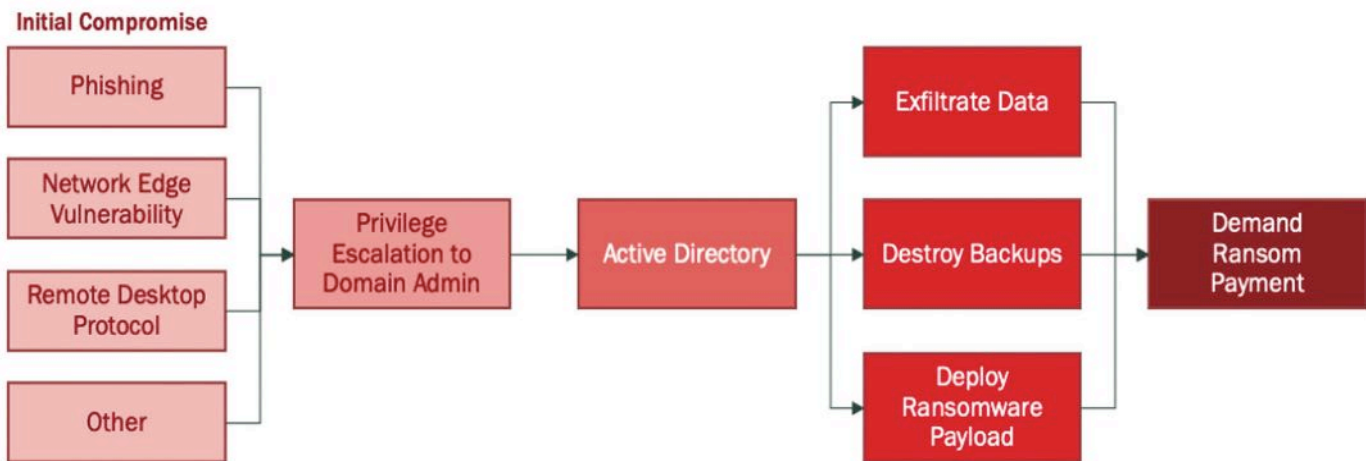 Initial Compromise
Phishing
Network Edge
Vulnerability
Remote Desktop
Protocol
Other
Privilege
Escalation to
Domain Admin
Active Directory
Exfiltrate Data
Destroy Backups
Deploy
Ransomware
Payload
Demand
Ransom
Payment